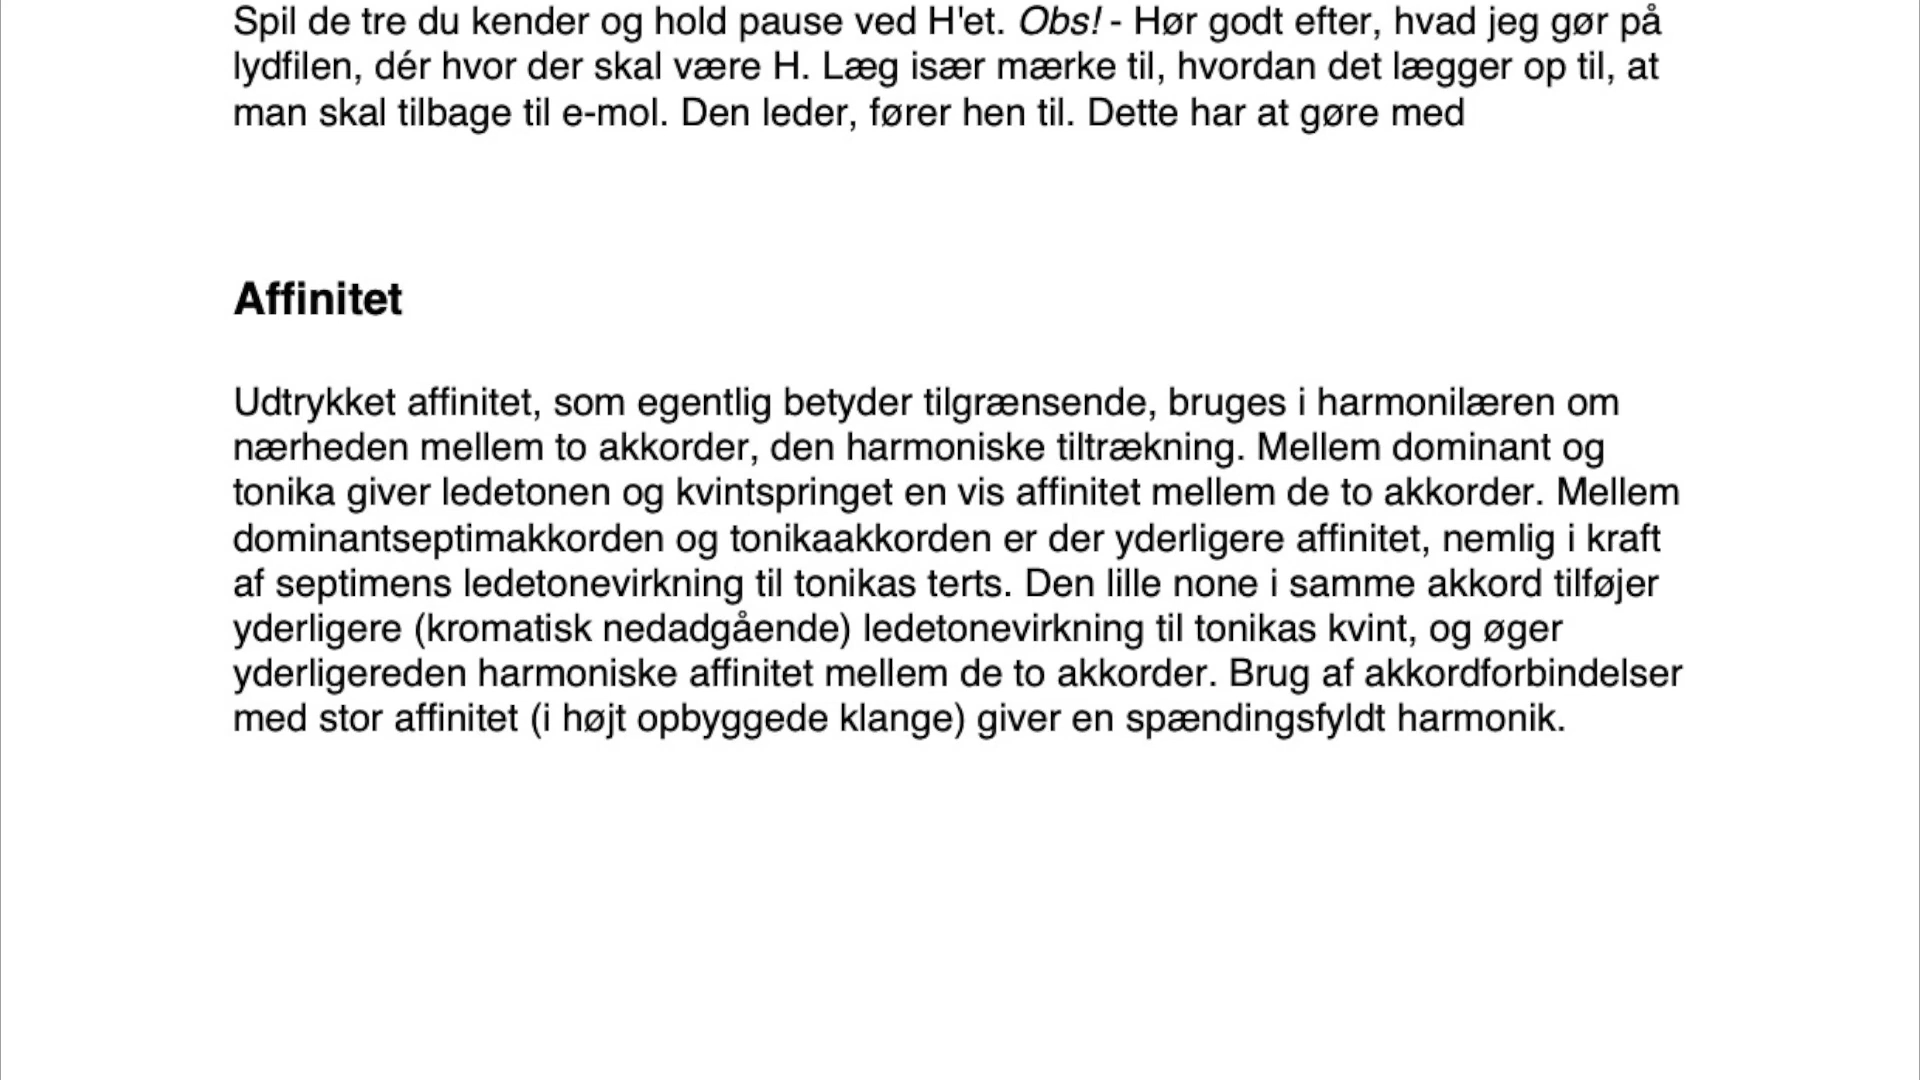 Spil de tre du kender og hold pause ved H'et. Obs! - Hør godt efter, hvad jeg gør på
lydfilen, dér hvor der skal være H. Læg især mærke til, hvordan det lægger op til, at
man skal tilbage til e-mol. Den leder, fører hen til. Dette har at gøre med
Affinitet
Udtrykket affinitet, som egentlig betyder tilgrænsende, bruges i harmonilæren om
nærheden mellem to akkorder, den harmoniske tiltrækning. Mellem dominant og
tonika giver ledetonen og kvintspringet en vis affinitet mellem de to akkorder. Mellem
dominantseptimakkorden og tonikaakkorden er der yderligere affinitet, nemlig i kraft
af septimens ledetonevirkning til tonikas terts. Den lille none i samme akkord tilføjer
yderligere (kromatisk nedadgående) ledetonevirkning til tonikas kvint, og øger
yderligereden harmoniske affinitet mellem de to akkorder. Brug af akkordforbindelser
med stor affinitet (i højt opbyggede klange) giver en spændingsfyldt harmonik.